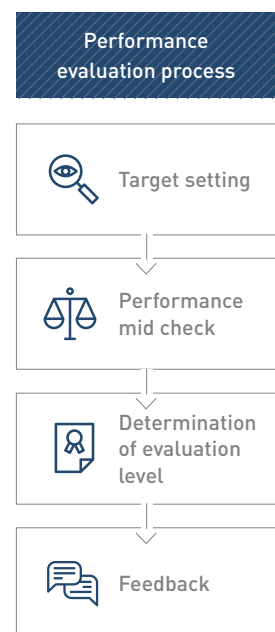 Performance
evaluation process
Target setting
Performance
mid check
Determination
of evaluation
level
Feedback